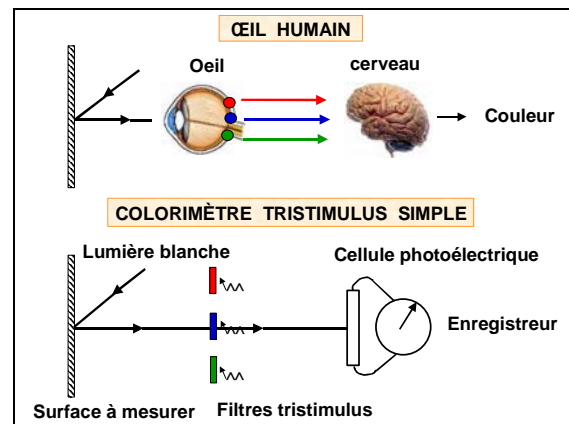 ŒIL HUMAIN
Oeil
cerveau
Couleur
COLORIMÈTRE TRISTIMULUS SIMPLE
Lumière blanche
Cellule photoélectrique
Enregistreur
Surface à mesurer
Filtres tristimulus